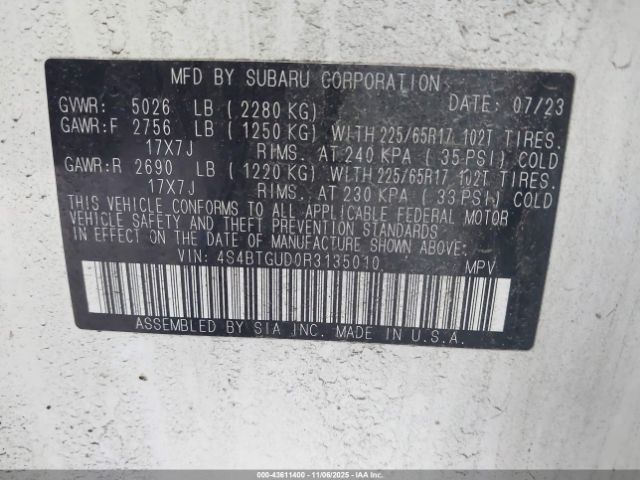 MFD BY SUBARU CORPORATION
DATE: 07/23
GVWR: 5026 LB (2280 KG)
GAWR:F 2756 LB (1250 KG) WITH 225/65R17 102T TIRES.
17X7J RIMS. AT 240 KPA (35 PSI) COLD
GAWR:R 2690 LB (1220 KG) WITH 225/65R17 102T TIRES.
17X7J RIMS. AT 230 KPA (33 PSI) COLD
THIS VEHICLE CONFORMS TO ALL APPLICABLE FEDERAL MOTOR
VEHICLE SAFETY AND THEFT PREVENTION STANDARDS
IN EFFECT ON THE DATE OF MANUFACTURE SHOWN ABOVE.
VIN: 4S4BTGUD0R3135010 MPV
ASSEMBLED BY SIA INC. MADE IN U.S.A.
000-43611400 - 11/06/2025 - IAAI.COM